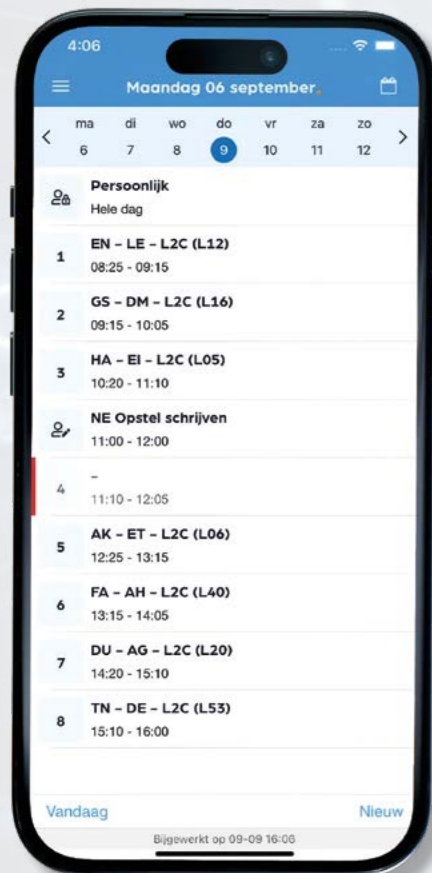 4:06
Maandag 06 september.
ma di wo do vr za zo
6 7 8 9 10 11 12
Persoonlijk
Hele dag
1 EN – LE – L2C (L12)
08:25 - 09:15
2 GS – DM – L2C (L16)
09:15 - 10:05
3 HA – EI – L2C (L05)
10:20 - 11:10
NE Opstel schrijven
11:00 - 12:00
4 –
11:10 - 12:05
5 AK – ET – L2C (L06)
12:25 - 13:15
6 FA – AH – L2C (L40)
13:15 - 14:05
7 DU – AG – L2C (L20)
14:20 - 15:10
8 TN – DE – L2C (L53)
15:10 - 16:00
Vandaag Nieuw
Bijgewerkt op 09-09 16:06